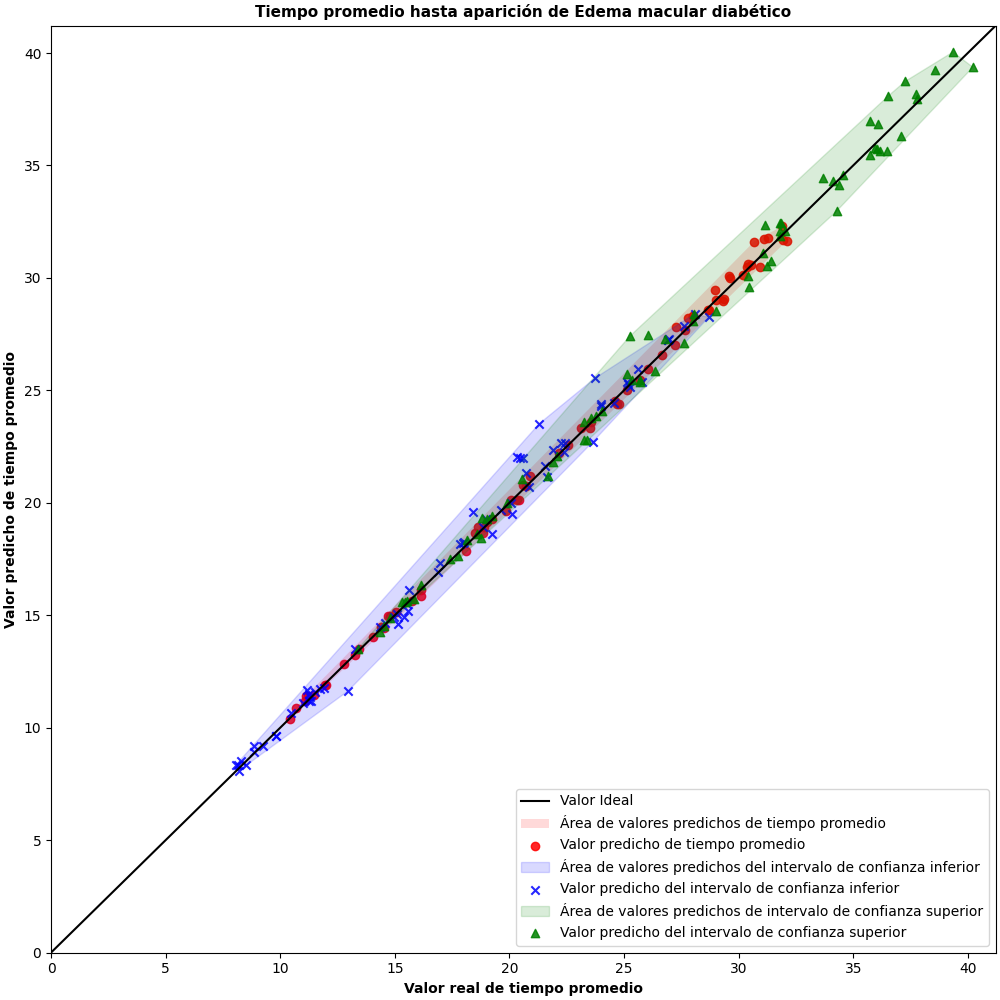 Tiempo promedio hasta aparición de Edema macular diabético
Valor predicho de tiempo promedio
40
35
30
25
20
15
10
5
0
0 5 10 15 20 25 30 35 40
Valor real de tiempo promedio
Valor Ideal
Área de valores predichos de tiempo promedio
Valor predicho de tiempo promedio
Área de valores predichos del intervalo de confianza inferior
Valor predicho del intervalo de confianza inferior
Área de valores predichos de intervalo de confianza superior
Valor predicho del intervalo de confianza superior